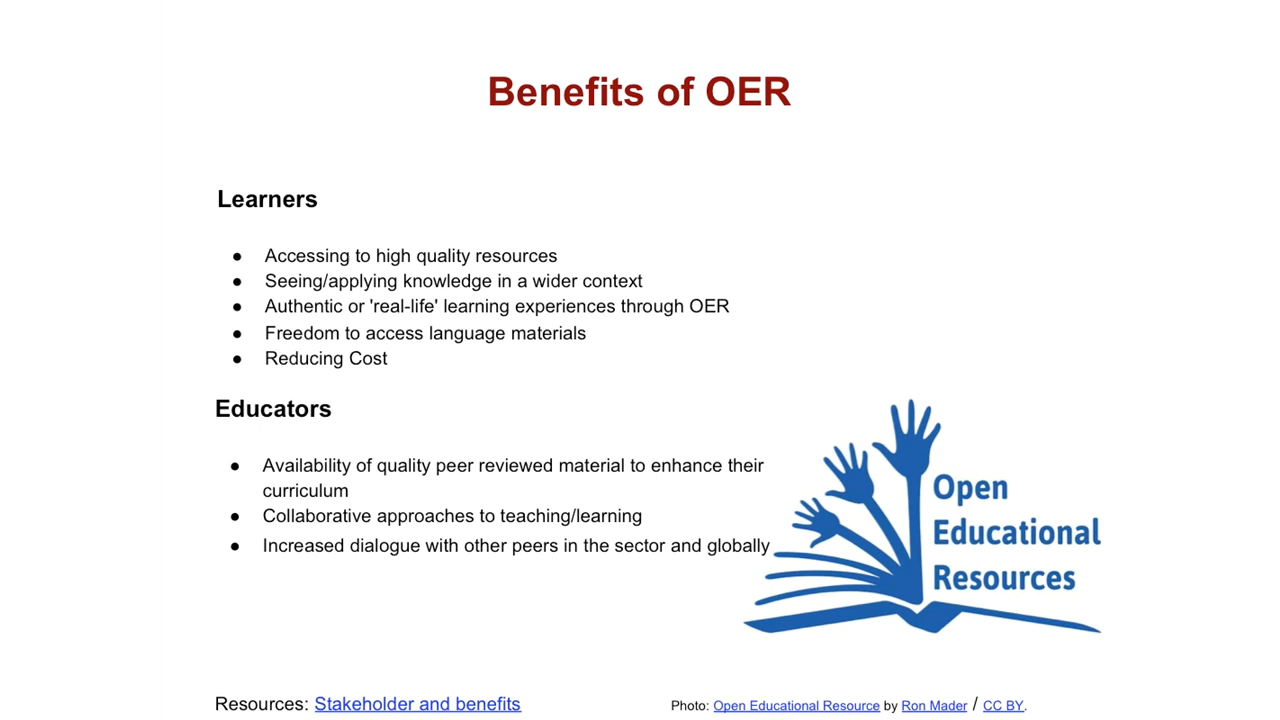 Benefits of OER
Learners
● Accessing to high quality resources
● Seeing/applying knowledge in a wider context
● Authentic or 'real-life' learning experiences through OER
● Freedom to access language materials
● Reducing Cost
Educators
● Availability of quality peer reviewed material to enhance their
curriculum
● Collaborative approaches to teaching/learning
● Increased dialogue with other peers in the sector and globally
Open
Educational
Resources
Resources: Stakeholder and benefits
Photo: Open Educational Resource by Ron Mader / CC BY.